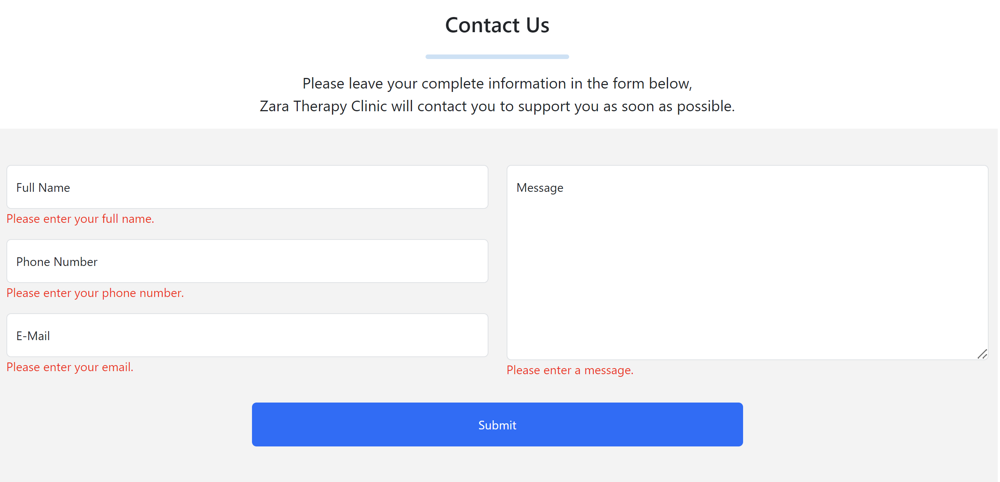 Contact Us
Please leave your complete information in the form below,
Zara Therapy Clinic will contact you to support you as soon as possible.
Full Name
Please enter your full name.
Phone Number
Please enter your phone number.
E-Mail
Please enter your email.
Message
Please enter a message.
Submit